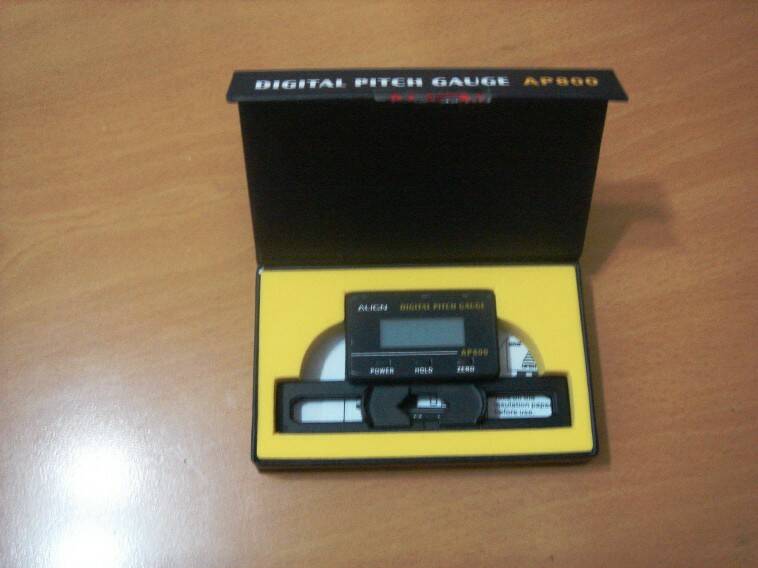 DIGITAL PITCH GAUGE AP800
ALIGN DIGITAL PITCH GAUGE
AP800
POWER HOLD ZERO
insulation paper
before use.